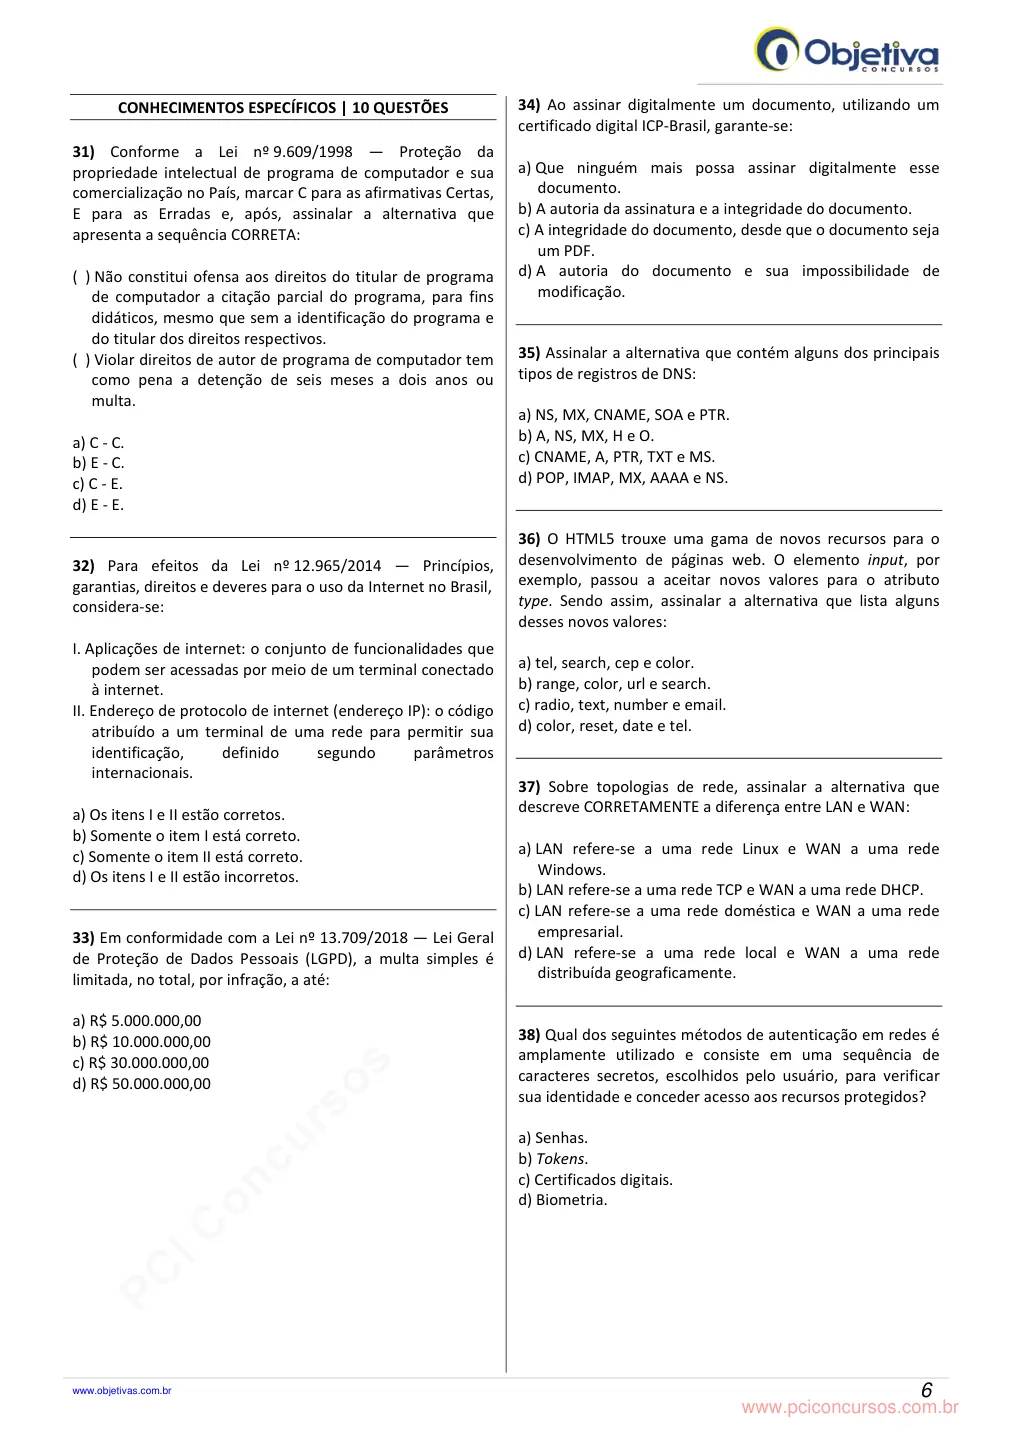 Objetiva
CONCURSOS
CONHECIMENTOS ESPECÍFICOS | 10 QUESTÕES
31) Conforme a Lei nº 9.609/1998 — Proteção da
propriedade intelectual de programa de computador e sua
comercialização no País, marcar C para as afirmativas Certas,
E para as Erradas e, após, assinalar a alternativa que
apresenta a sequência CORRETA:
( ) Não constitui ofensa aos direitos do titular de programa
de computador a citação parcial do programa, para fins
didáticos, mesmo que sem a identificação do programa e
do titular dos direitos respectivos.
( ) Violar direitos de autor de programa de computador tem
como pena a detenção de seis meses a dois anos ou
multa.
a) C - C.
b) E - C.
c) C - E.
d) E - E.
32) Para efeitos da Lei nº 12.965/2014 — Princípios,
garantias, direitos e deveres para o uso da Internet no Brasil,
considera-se:
I. Aplicações de internet: o conjunto de funcionalidades que
podem ser acessadas por meio de um terminal conectado
à internet.
II. Endereço de protocolo de internet (endereço IP): o código
atribuído a um terminal de uma rede para permitir sua
identificação, definido segundo parâmetros
internacionais.
a) Os itens I e II estão corretos.
b) Somente o item I está correto.
c) Somente o item II está correto.
d) Os itens I e II estão incorretos.
33) Em conformidade com a Lei nº 13.709/2018 — Lei Geral
de Proteção de Dados Pessoais (LGPD), a multa simples é
limitada, no total, por infração, a até:
a) R$ 5.000.000,00
b) R$ 10.000.000,00
c) R$ 30.000.000,00
d) R$ 50.000.000,00
34) Ao assinar digitalmente um documento, utilizando um
certificado digital ICP-Brasil, garante-se:
a) Que ninguém mais possa assinar digitalmente esse
documento.
b) A autoria da assinatura e a integridade do documento.
c) A integridade do documento, desde que o documento seja
um PDF.
d) A autoria do documento e sua impossibilidade de
modificação.
35) Assinalar a alternativa que contém alguns dos principais
tipos de registros de DNS:
a) NS, MX, CNAME, SOA e PTR.
b) A, NS, MX, H e O.
c) CNAME, A, PTR, TXT e MS.
d) POP, IMAP, MX, AAAA e NS.
36) O HTML5 trouxe uma gama de novos recursos para o
desenvolvimento de páginas web. O elemento input, por
exemplo, passou a aceitar novos valores para o atributo
type. Sendo assim, assinalar a alternativa que lista alguns
desses novos valores:
a) tel, search, cep e color.
b) range, color, url e search.
c) radio, text, number e email.
d) color, reset, date e tel.
37) Sobre topologias de rede, assinalar a alternativa que
descreve CORRETAMENTE a diferença entre LAN e WAN:
a) LAN refere-se a uma rede Linux e WAN a uma rede
Windows.
b) LAN refere-se a uma rede TCP e WAN a uma rede DHCP.
c) LAN refere-se a uma rede doméstica e WAN a uma rede
empresarial.
d) LAN refere-se a uma rede local e WAN a uma rede
distribuída geograficamente.
38) Qual dos seguintes métodos de autenticação em redes é
amplamente utilizado e consiste em uma sequência de
caracteres secretos, escolhidos pelo usuário, para verificar
sua identidade e conceder acesso aos recursos protegidos?
a) Senhas.
b) Tokens.
c) Certificados digitais.
d) Biometria.
PCI Concursos
www.objetivas.com.br
6
www.pciconcursos.com.br